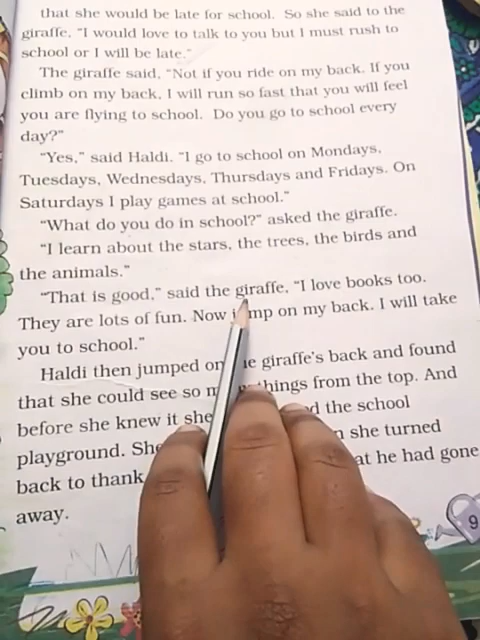 that she would be late for school. So she said to the
giraffe, "I would love to talk to you but I must rush to
school or I will be late."
The giraffe said, "Not if you ride on my back. If you
climb on my back, I will run so fast that you will feel
you are flying to school. Do you go to school every
day?"
"Yes," said Haldi. "I go to school on Mondays,
Tuesdays, Wednesdays, Thursdays and Fridays. On
Saturdays I play games at school."
"What do you do in school?" asked the giraffe.
"I learn about the stars, the trees, the birds and
the animals."
"That is good," said the giraffe, "I love books too.
They are lots of fun. Now on my back. I will take
you to school."
Haldi then jumped on giraffe's back and found
that she could see so things from the top. And
before she knew it she the school
playground. she turned
back to thank he had gone
away.
9